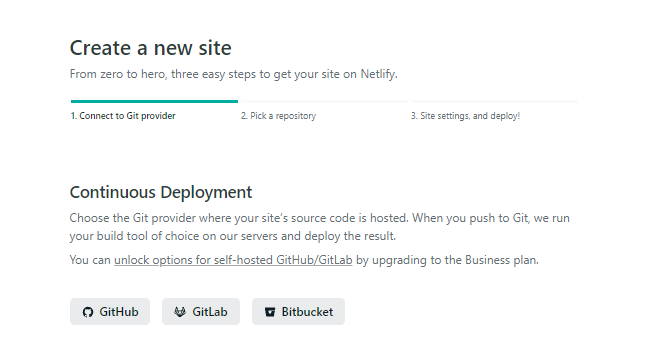 Create a new site
From zero to hero, three easy steps to get your site on Netlify.
1. Connect to Git provider
2. Pick a repository
3. Site settings, and deploy!
Continuous Deployment
Choose the Git provider where your site's source code is hosted. When you push to Git, we run
your build tool of choice on our servers and deploy the result.
You can unlock options for self-hosted GitHub/GitLab by upgrading to the Business plan.
GitHub
GitLab
Bitbucket